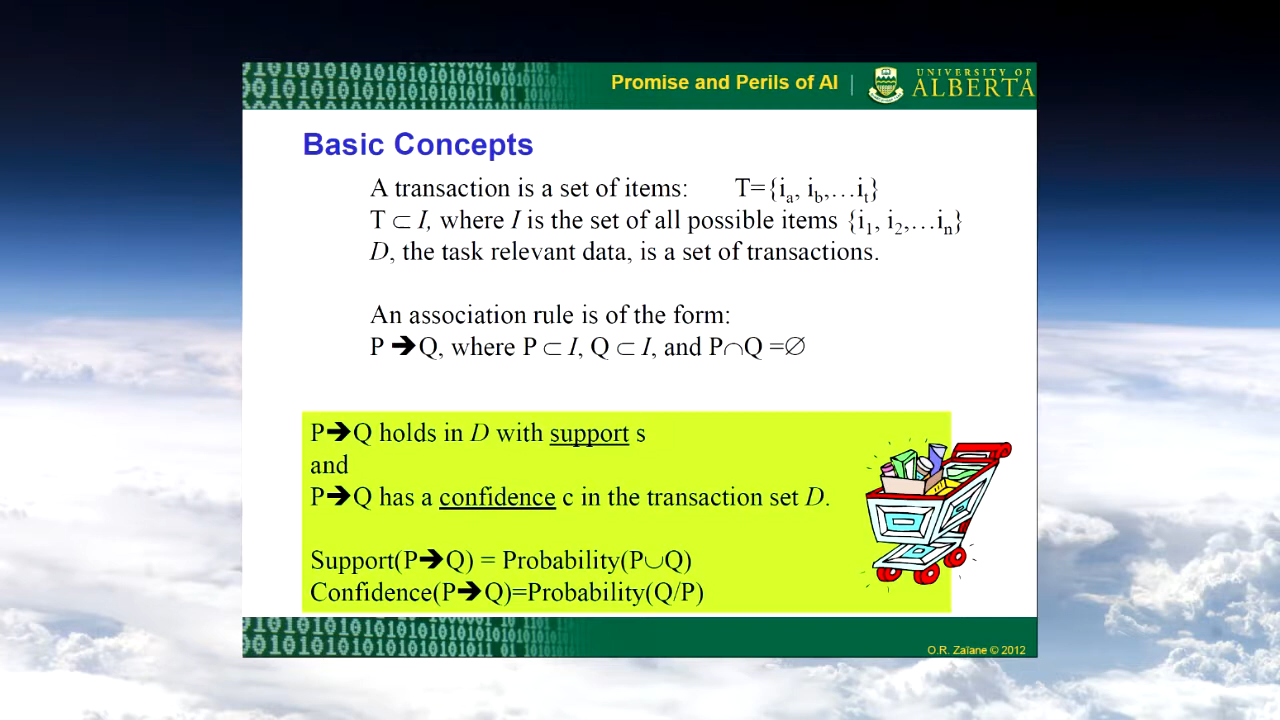 Promise and Perils of AI
UNIVERSITY OF
ALBERTA
Basic Concepts
A transaction is a set of items: T={iₐ, i_b,…iₜ}
T ⊂ I, where I is the set of all possible items {i₁, i₂,…iₙ}
D, the task relevant data, is a set of transactions.
An association rule is of the form:
P ➔Q, where P ⊂ I, Q ⊂ I, and P∩Q =∅
P➔Q holds in D with support s
and
P➔Q has a confidence c in the transaction set D.
Support(P➔Q) = Probability(P∪Q)
Confidence(P➔Q)=Probability(Q/P)
O.R. Zaïane © 2012